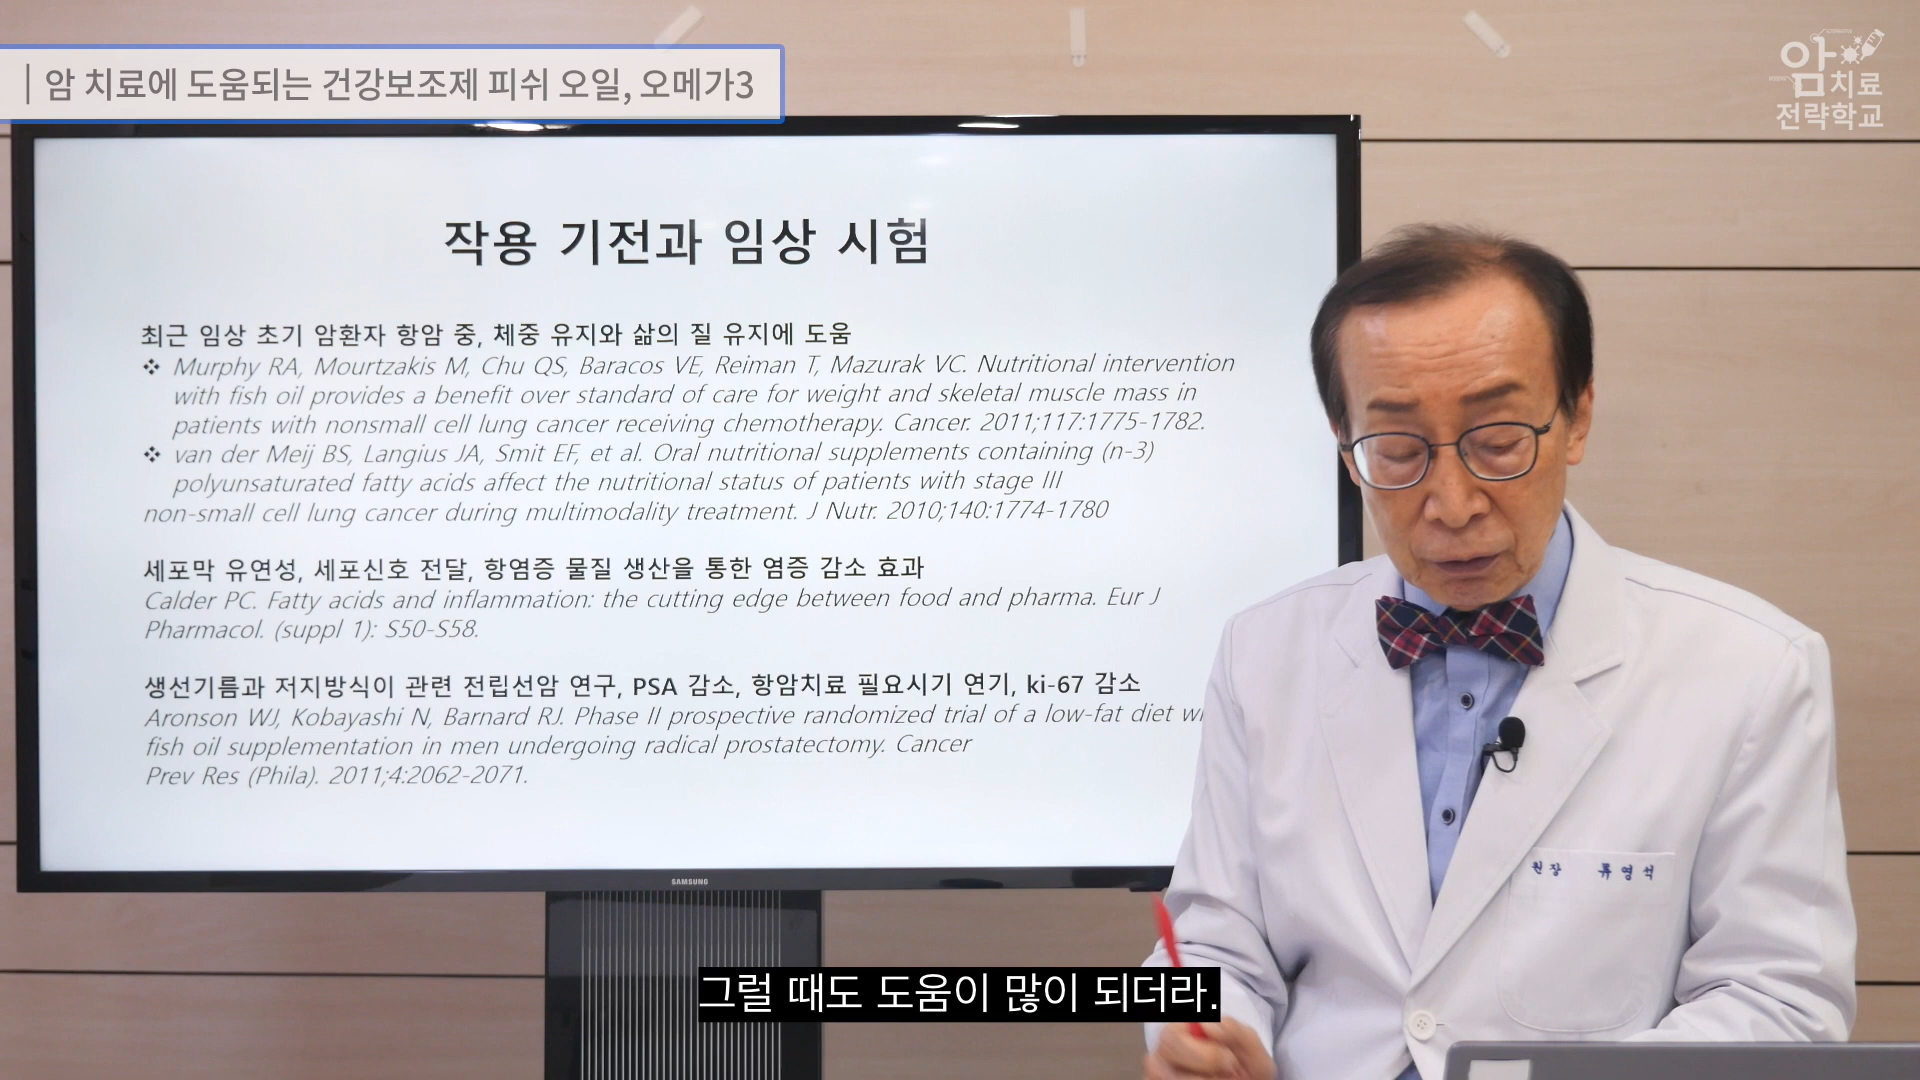 | 암 치료에 도움되는 건강보조제 피쉬 오일, 오메가3
암치료
전략학교
작용 기전과 임상 시험
최근 임상 초기 암환자 항암 중, 체중 유지와 삶의 질 유지에 도움
❖ Murphy RA, Mourtzakis M, Chu QS, Baracos VE, Reiman T, Mazurak VC. Nutritional intervention
with fish oil provides a benefit over standard of care for weight and skeletal muscle mass in
patients with nonsmall cell lung cancer receiving chemotherapy. Cancer. 2011;117:1775-1782.
❖ van der Meij BS, Langius JA, Smit EF, et al. Oral nutritional supplements containing (n-3)
polyunsaturated fatty acids affect the nutritional status of patients with stage III
non-small cell lung cancer during multimodality treatment. J Nutr. 2010;140:1774-1780
세포막 유연성, 세포신호 전달, 항염증 물질 생산을 통한 염증 감소 효과
Calder PC. Fatty acids and inflammation: the cutting edge between food and pharma. Eur J
Pharmacol. (suppl 1): S50-S58.
생선기름과 저지방식이 관련 전립선암 연구, PSA 감소, 항암치료 필요시기 연기, ki-67 감소
Aronson WJ, Kobayashi N, Barnard RJ. Phase II prospective randomized trial of a low-fat diet
fish oil supplementation in men undergoing radical prostatectomy. Cancer
Prev Res (Phila). 2011;4:2062-2071.
SAMSUNG
원장 류영석
그럴 때도 도움이 많이 되더라.